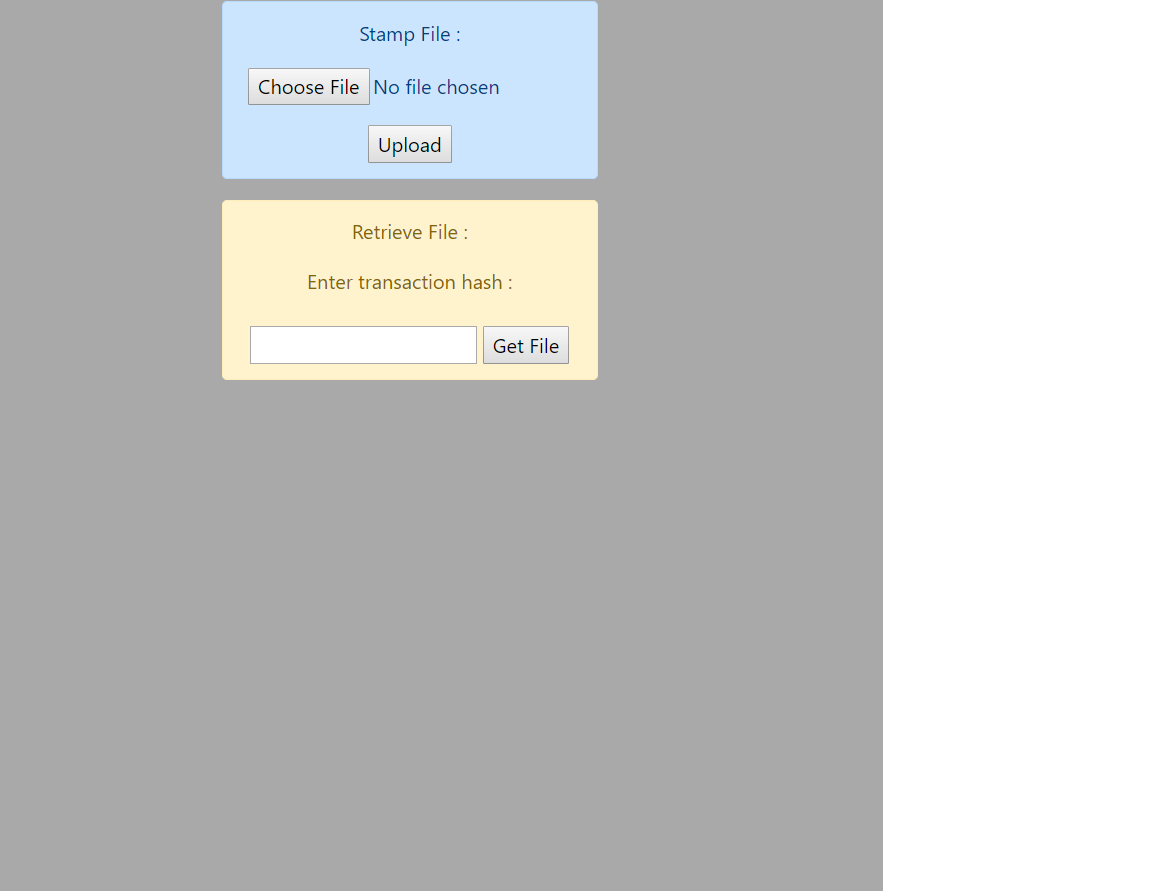 Stamp File :
Choose File No file chosen
Upload
Retrieve File :
Enter transaction hash :
Get File